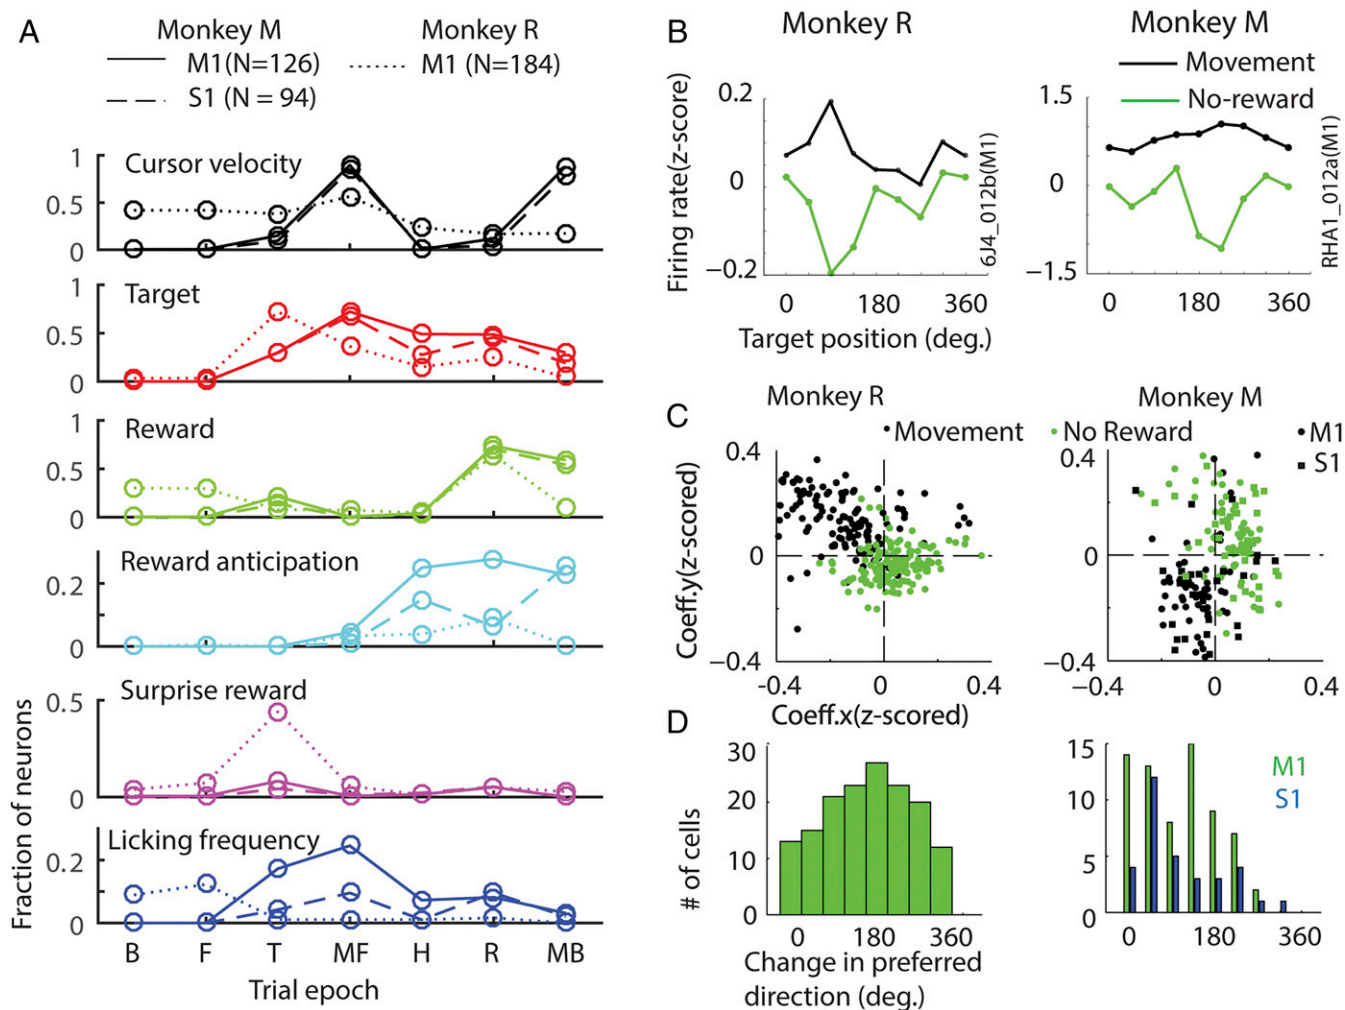 A
Monkey M
Monkey R
M1(N=126)
M1 (N=184)
S1 (N = 94)
Cursor velocity
1
0.5
0
Target
1
0.5
0
Reward
1
0.5
0
Reward anticipation
0.2
0
Surprise reward
0.5
0
Licking frequency
0.2
0
Fraction of neurons
B F T MF H R MB
Trial epoch
B
Monkey R
Monkey M
Movement
No-reward
Firing rate(z-score)
0.2
0
−0.2
0 180 360
6J4_012b(M1)
1.5
0
−1.5
0 180 360
RHA1_012a(M1)
Target position (deg.)
C
Monkey R
Monkey M
Movement
No Reward
M1
S1
Coeff.y(z-scored)
0.4
0
−0.4
-0.4 0 0.4
Coeff.x(z-scored)
0.4
0
−0.4
−0.4 0 0.4
D
# of cells
30
20
10
0
0 180 360
Change in preferred
direction (deg.)
15
10
5
0
0 180 360
M1
S1